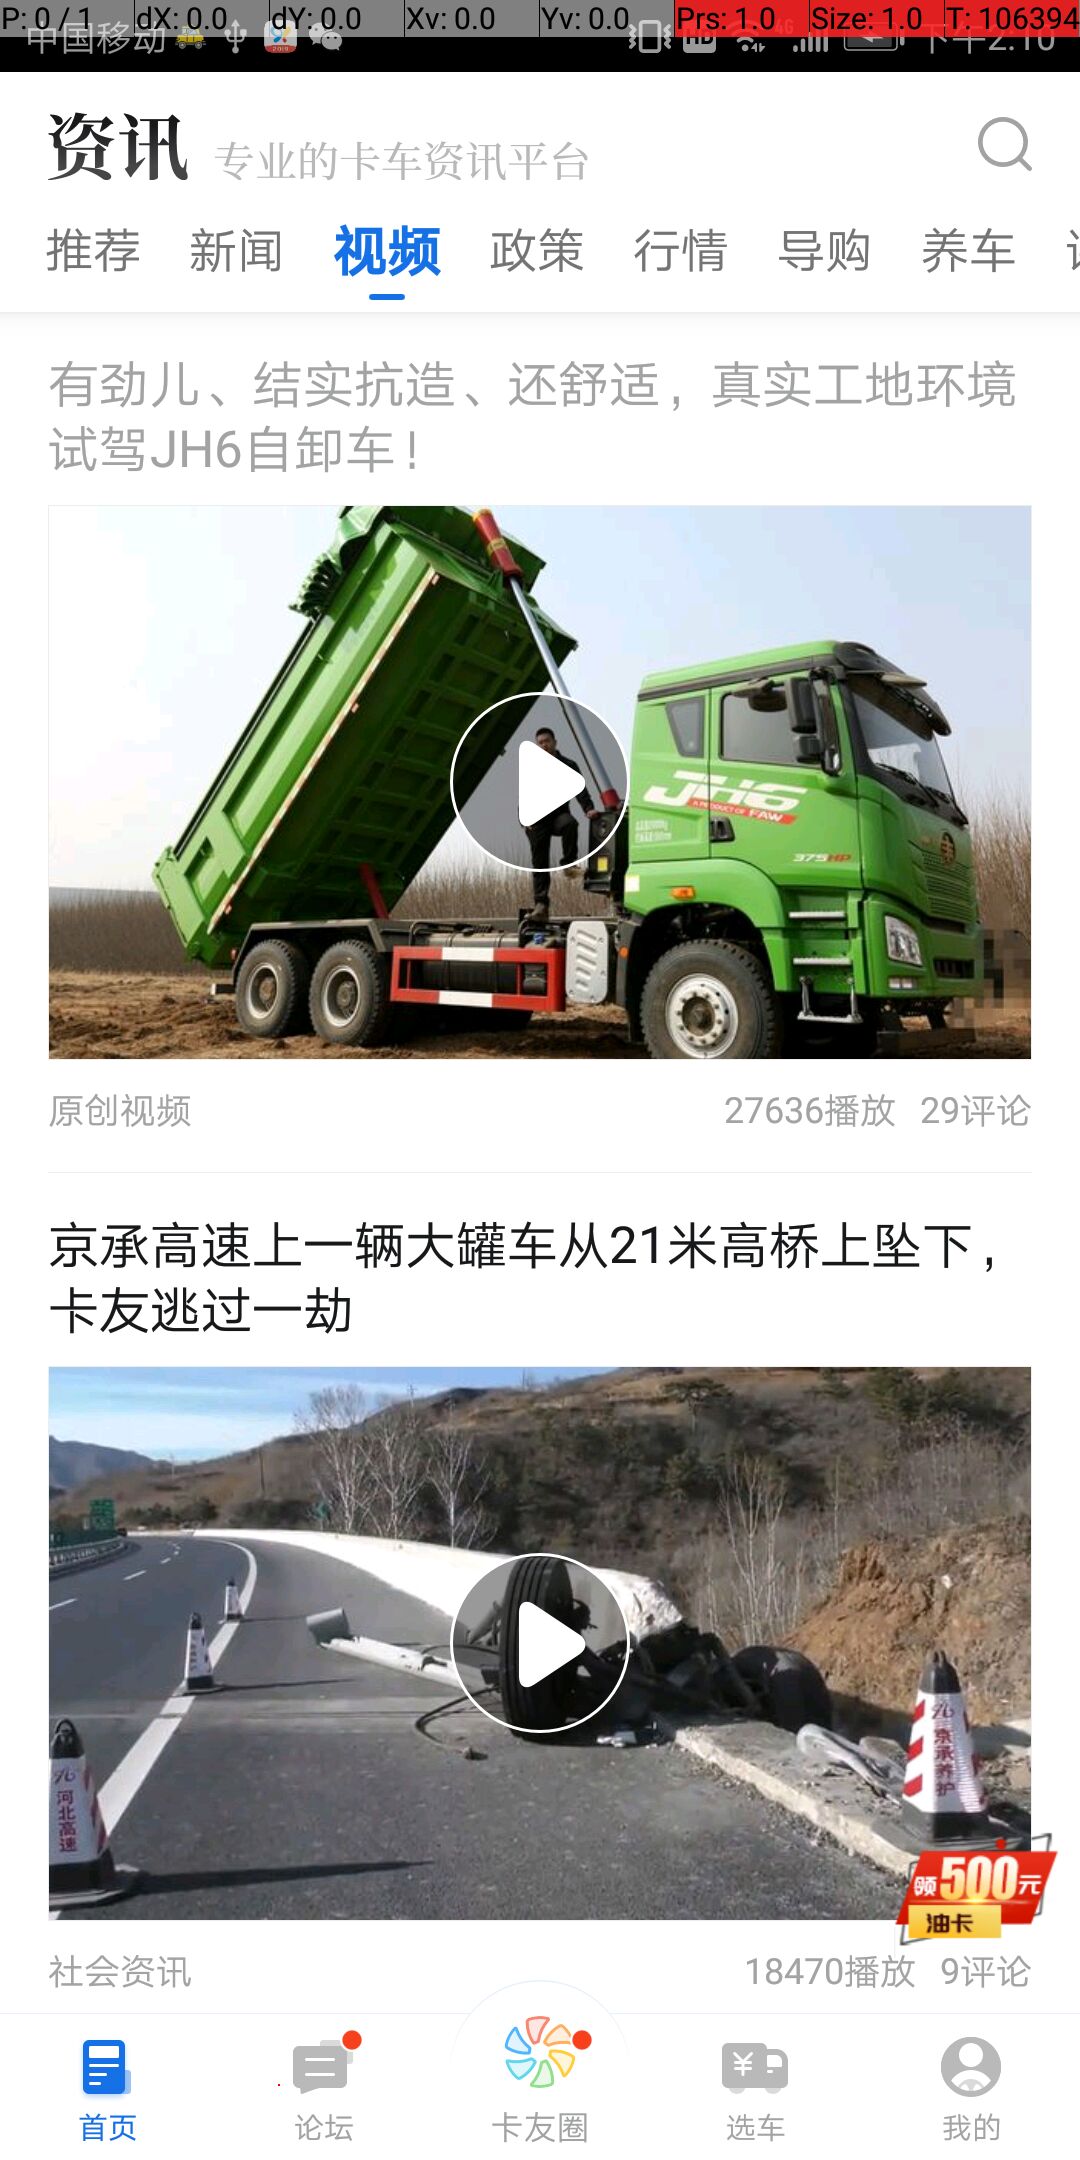 P: 0 / 1 dX: 0.0 dY: 0.0 Xv: 0.0 Yv: 0.0 Prs: 1.0 Size: 1.0 T: 106394
中国移动 HD 4G 下午2:10
资讯 专业的卡车资讯平台
推荐 新闻 视频 政策 行情 导购 养车
有劲儿、结实抗造、还舒适，真实工地环境
试驾JH6自卸车！
JH6
A PRODUCT OF FAW
375HP
原创视频 27636播放 29评论
京承高速上一辆大罐车从21米高桥上坠下，
卡友逃过一劫
京承养护
河北高速
领500元
油卡
社会资讯 18470播放 9评论
首页 论坛 卡友圈 选车 我的